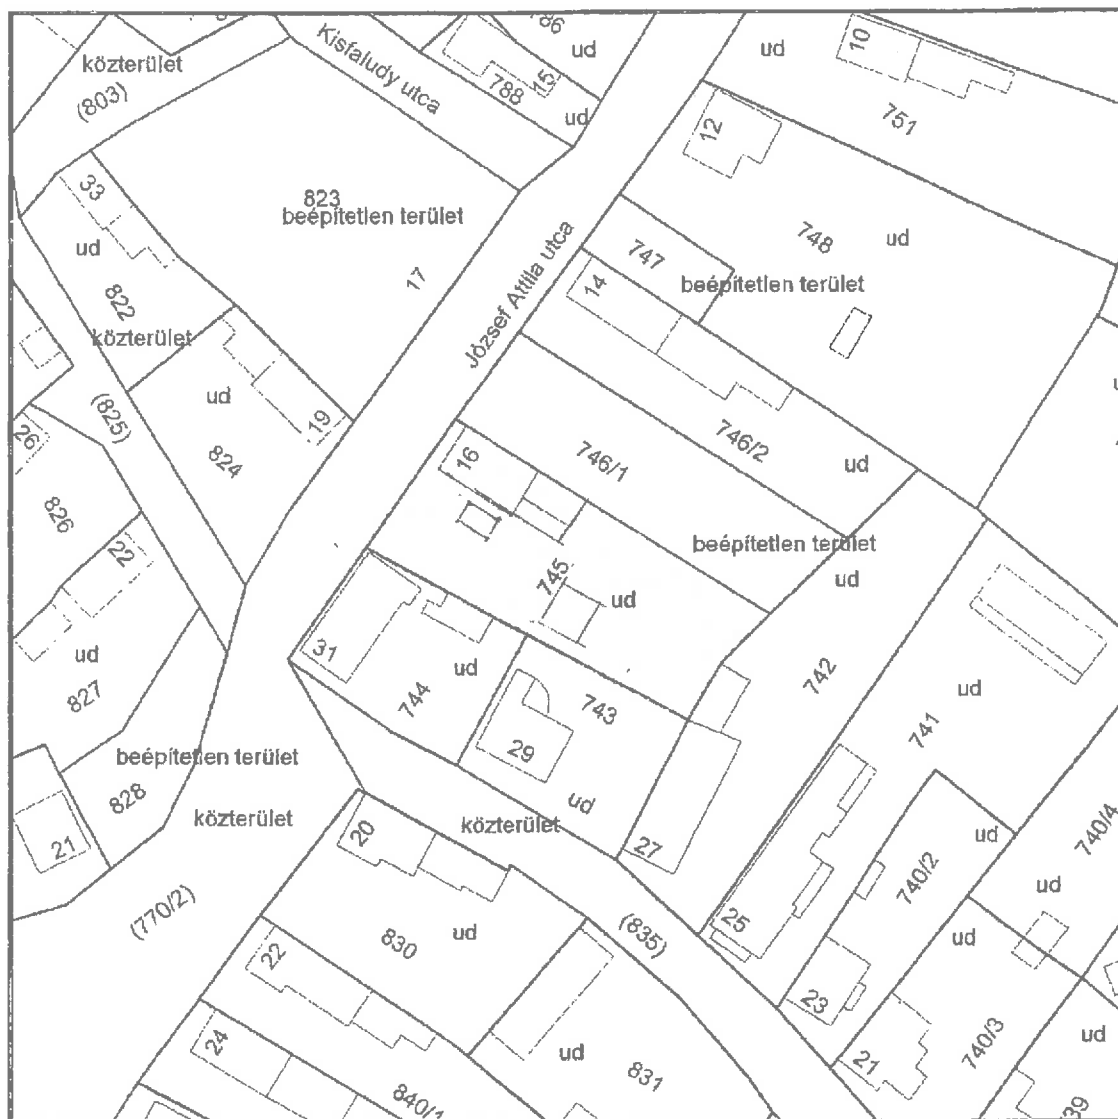 közterület
(803)
Kisfaludy utca
ud
15
788
ud
ud
10
751
12
33
ud
822
823
beépítetlen terület
17
József Attila utca
747
748
ud
beépítetlen terület
14
közterület
(825)
ud
19
824
26
826
22
ud
827
746/2
ud
746/1
16
beépítetlen terület
ud
745
ud
31
ud
744
743
29
ud
742
ud
741
27
beépítetlen terület
828
21
közterület
(770/2)
közterület
20
830
ud
(835)
25
740/2
ud
740/4
ud
ud
23
22
24
ud
831
21
740/3
ud
840/1